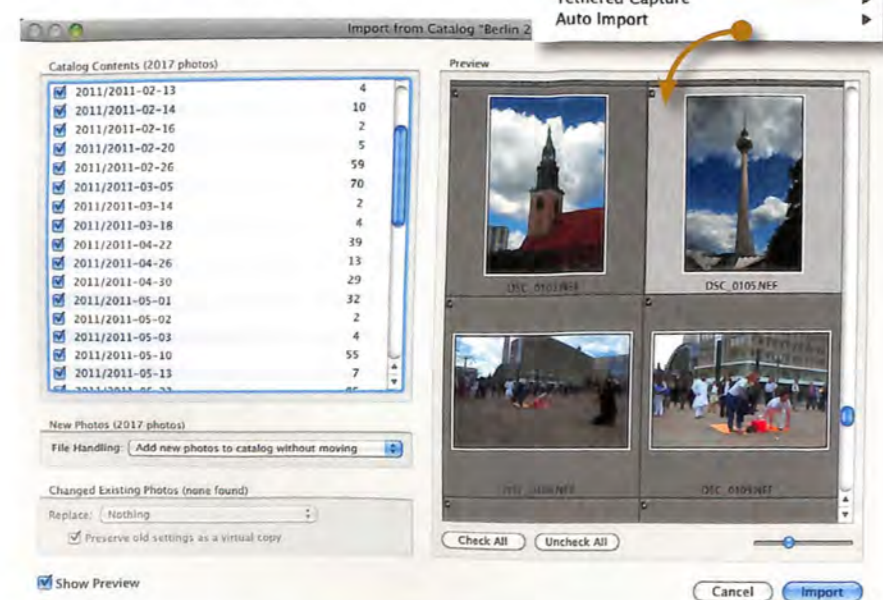 Tethered Capture
Auto Import
Import from Catalog "Berlin 2
Catalog Contents (2017 photos)
2011/2011-02-13 4
2011/2011-02-14 10
2011/2011-02-16 2
2011/2011-02-20 5
2011/2011-02-26 59
2011/2011-03-05 70
2011/2011-03-14 2
2011/2011-03-18 4
2011/2011-04-22 39
2011/2011-04-26 13
2011/2011-04-30 29
2011/2011-05-01 32
2011/2011-05-02 2
2011/2011-05-03 4
2011/2011-05-10 55
2011/2011-05-13 7
New Photos (2017 photos)
File Handling: Add new photos to catalog without moving
Changed Existing Photos (none found)
Replace: Nothing
Preserve old settings as a virtual copy
Show Preview
Preview
DSC_0103.NEF
DSC_0105.NEF
DSC_0109.NEF
Check All Uncheck All
Cancel Import